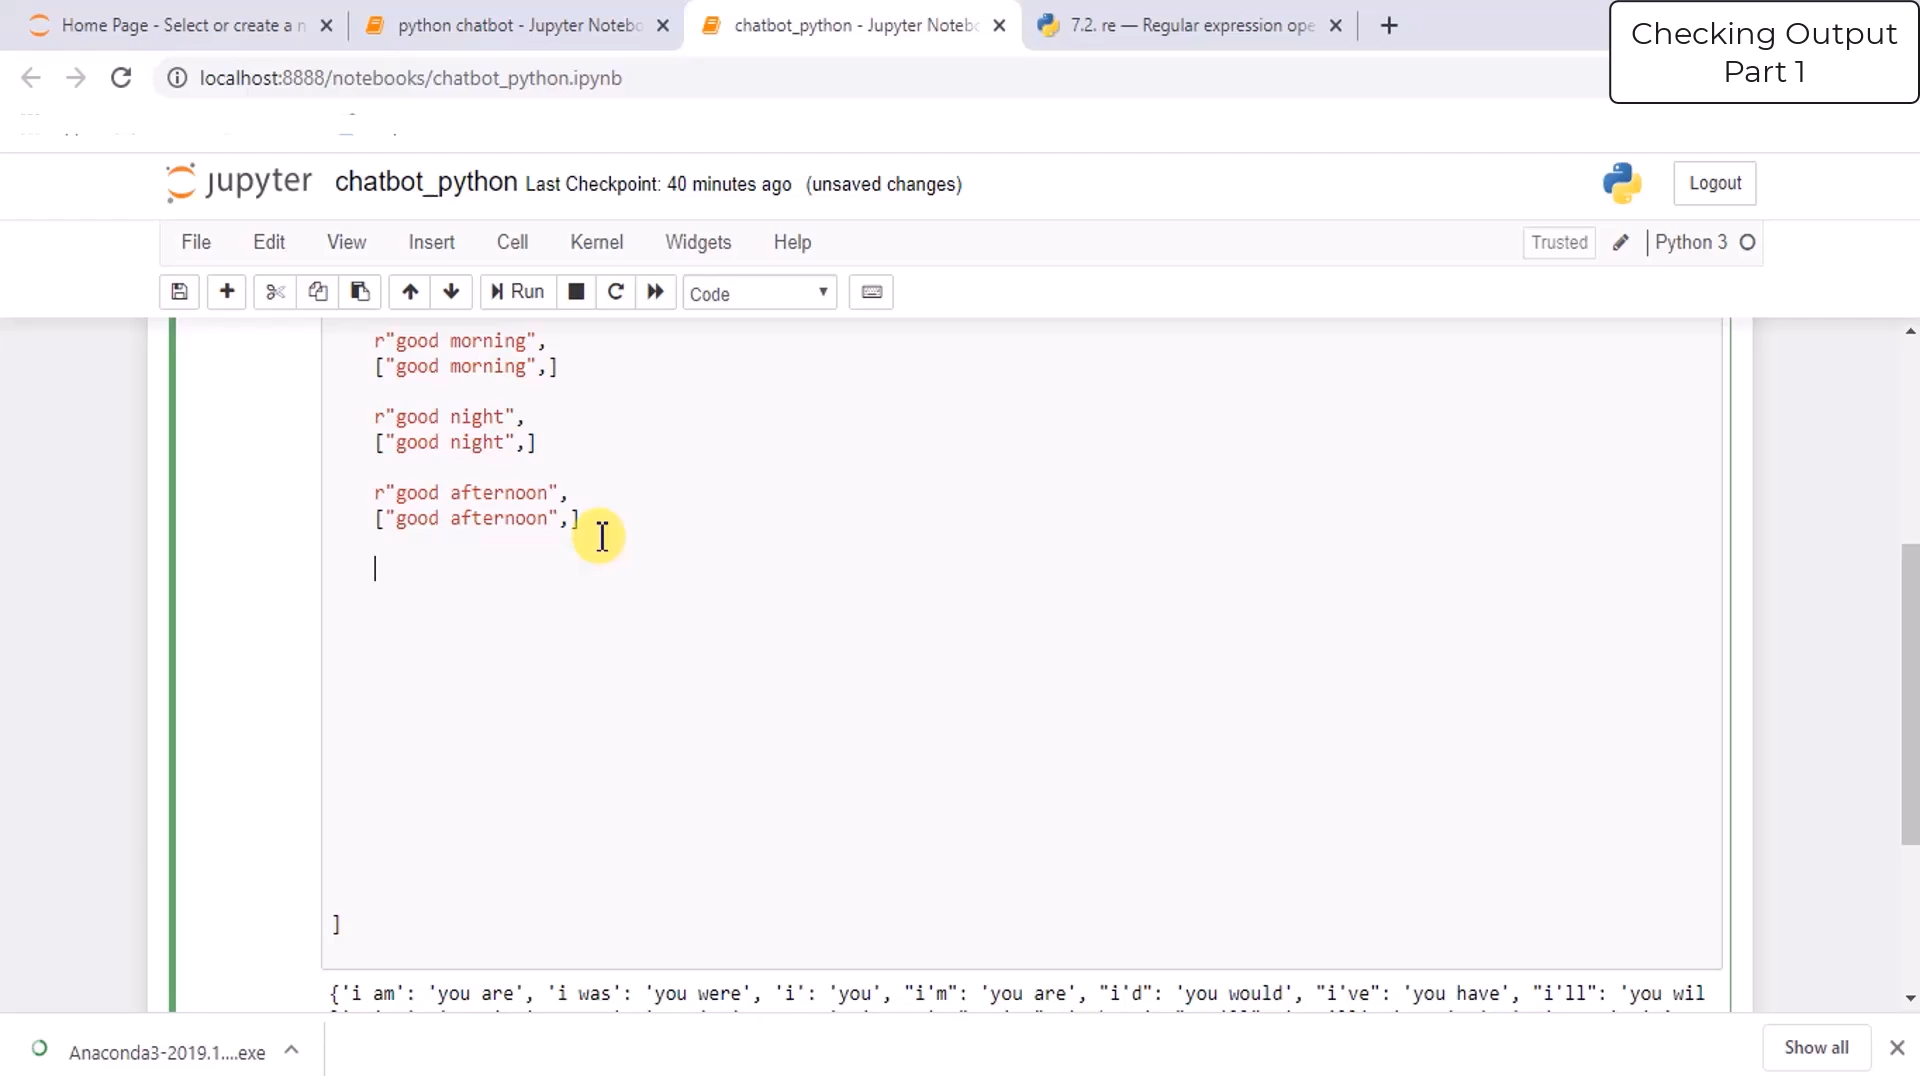 Home Page - Select or create a n
python chatbot - Jupyter Notebo
chatbot_python - Jupyter Notebo
7.2. re — Regular expression ope
Checking Output
Part 1
localhost:8888/notebooks/chatbot_python.ipynb
jupyter chatbot_python Last Checkpoint: 40 minutes ago (unsaved changes)
Logout
File Edit View Insert Cell Kernel Widgets Help
Trusted
Python 3
Run
Code
r"good morning",
["good morning",]
r"good night",
["good night",]
r"good afternoon",
["good afternoon",]
]
{'i am': 'you are', 'i was': 'you were', 'i': 'you', "i'm": 'you are', "i'd": 'you would', "i've": 'you have', "i'll": 'you wil
Anaconda3-2019.1....exe
Show all